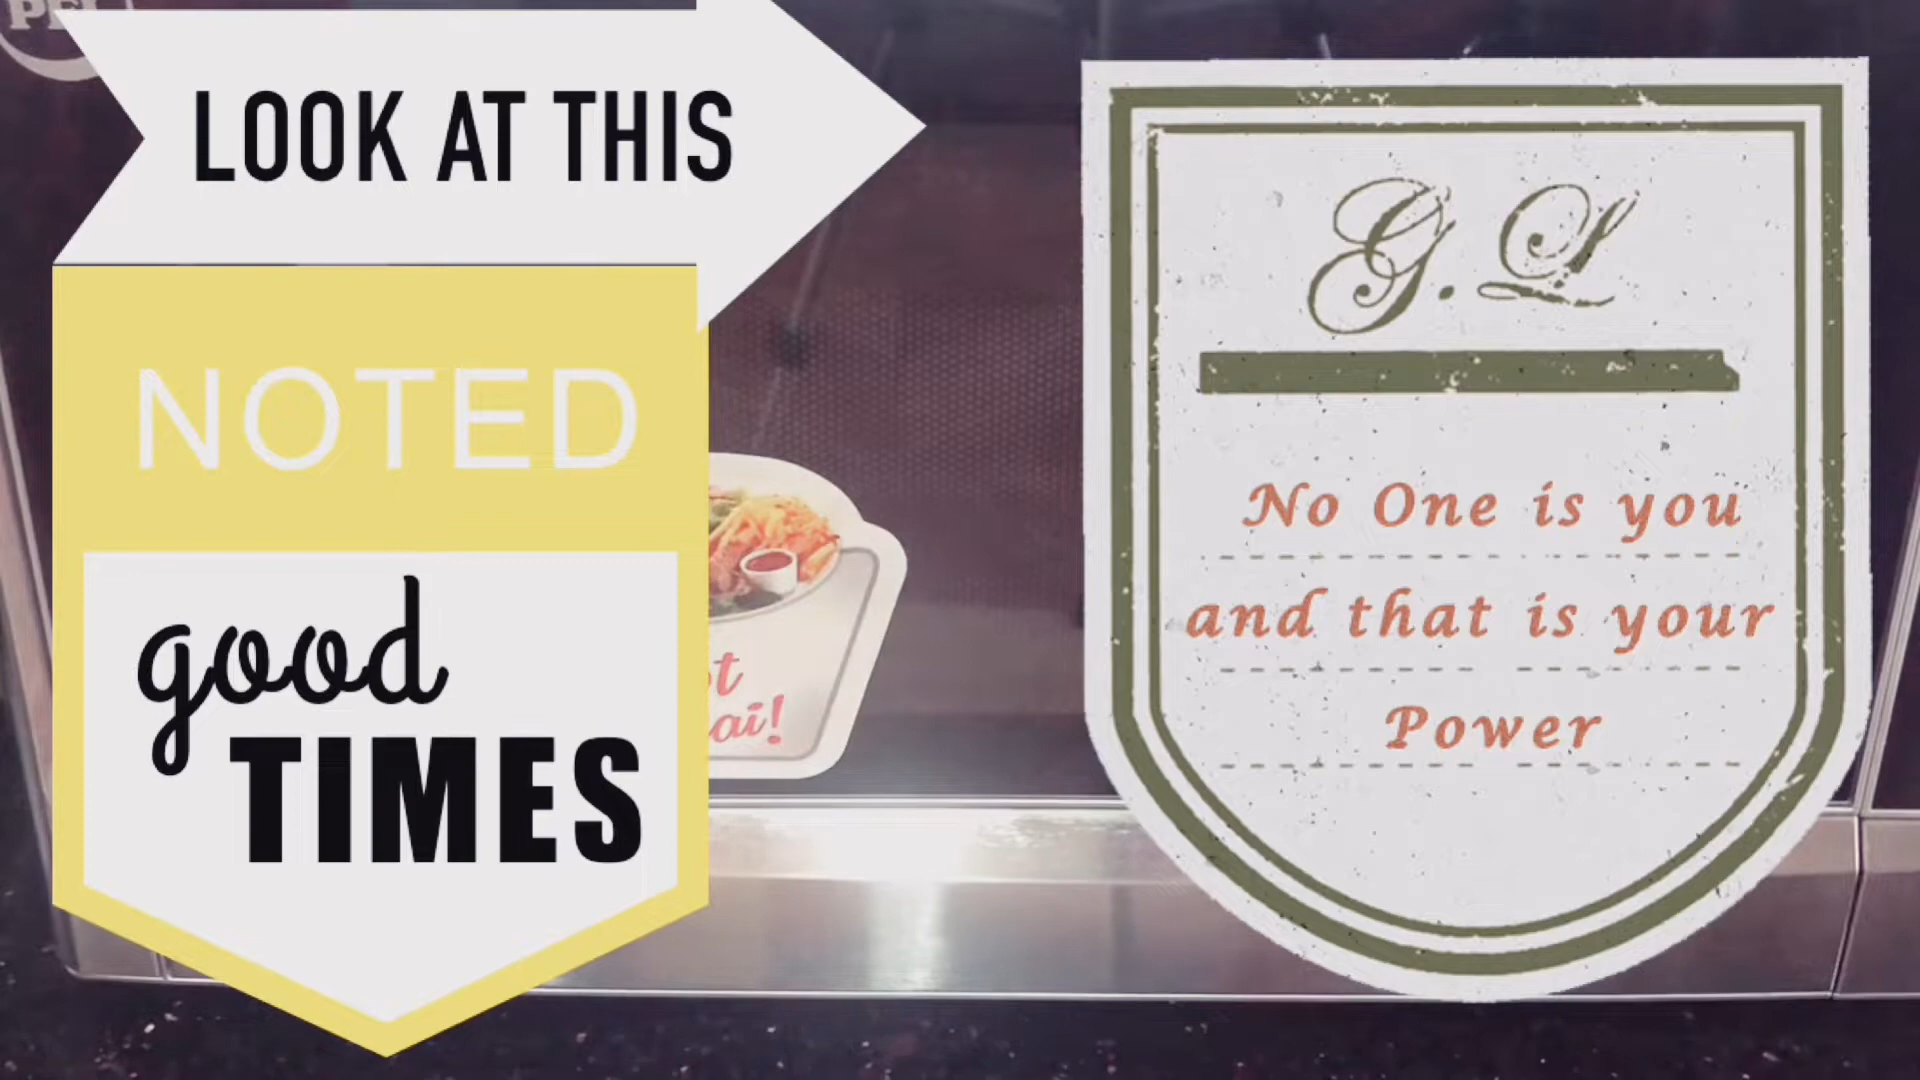 LOOK AT THIS
NOTED
good
TIMES
G.L
No One is you
and that is your
Power